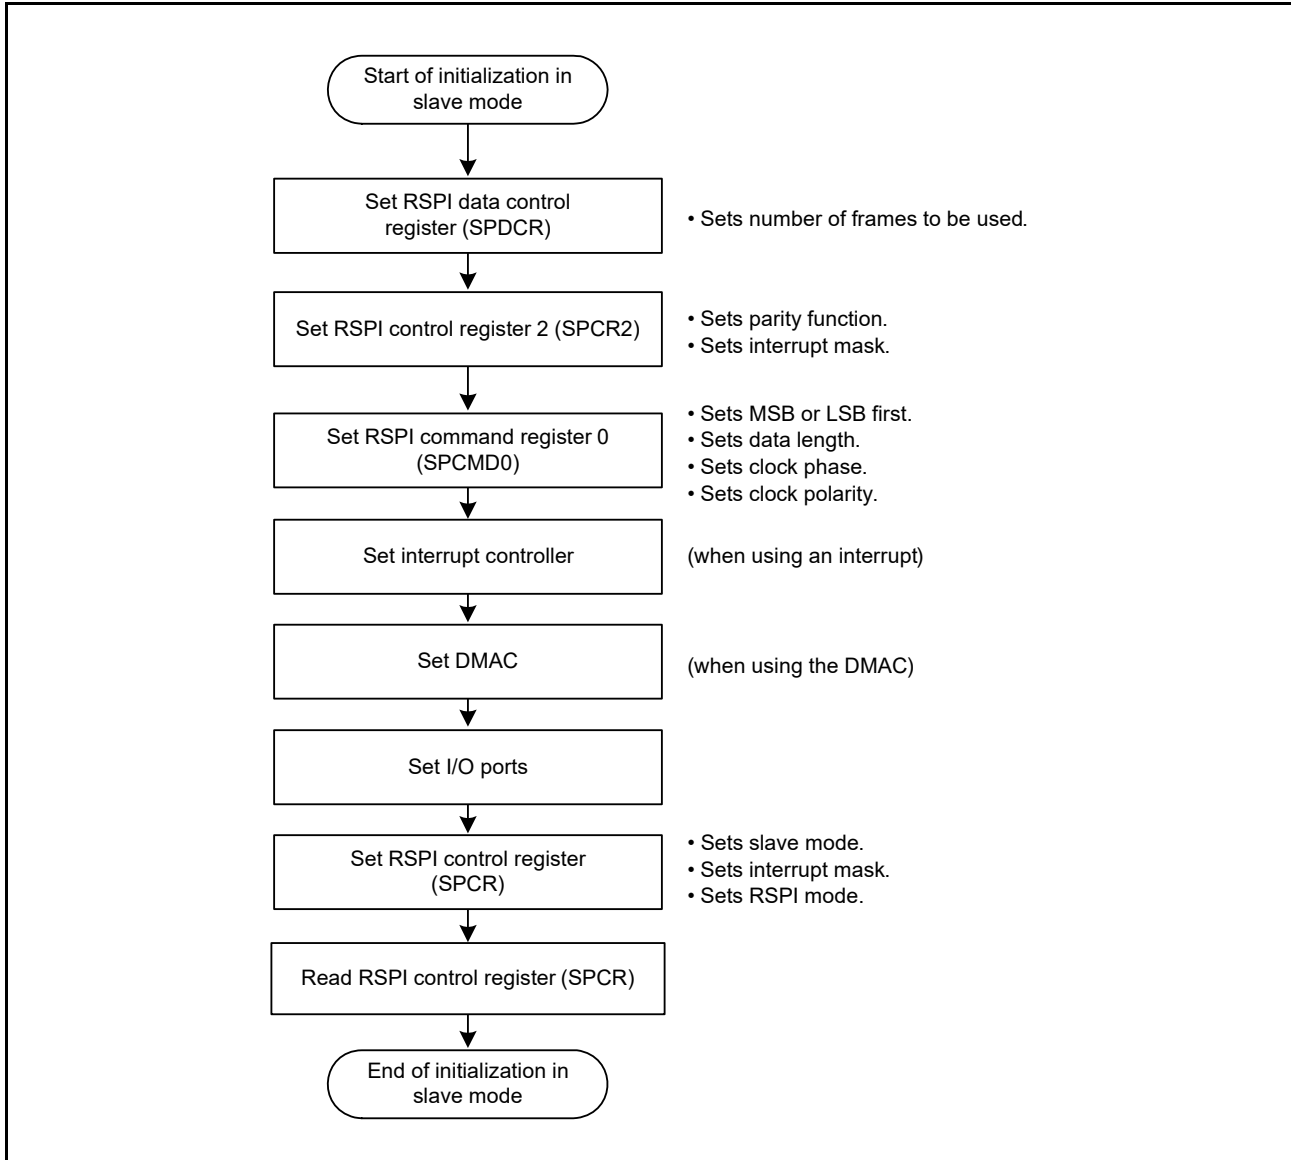 Start of initialization in
slave mode
Set RSPI data control
register (SPDCR)
• Sets number of frames to be used.
Set RSPI control register 2 (SPCR2)
• Sets parity function.
• Sets interrupt mask.
Set RSPI command register 0
(SPCMD0)
• Sets MSB or LSB first.
• Sets data length.
• Sets clock phase.
• Sets clock polarity.
Set interrupt controller
(when using an interrupt)
Set DMAC
(when using the DMAC)
Set I/O ports
Set RSPI control register
(SPCR)
• Sets slave mode.
• Sets interrupt mask.
• Sets RSPI mode.
Read RSPI control register (SPCR)
End of initialization in
slave mode